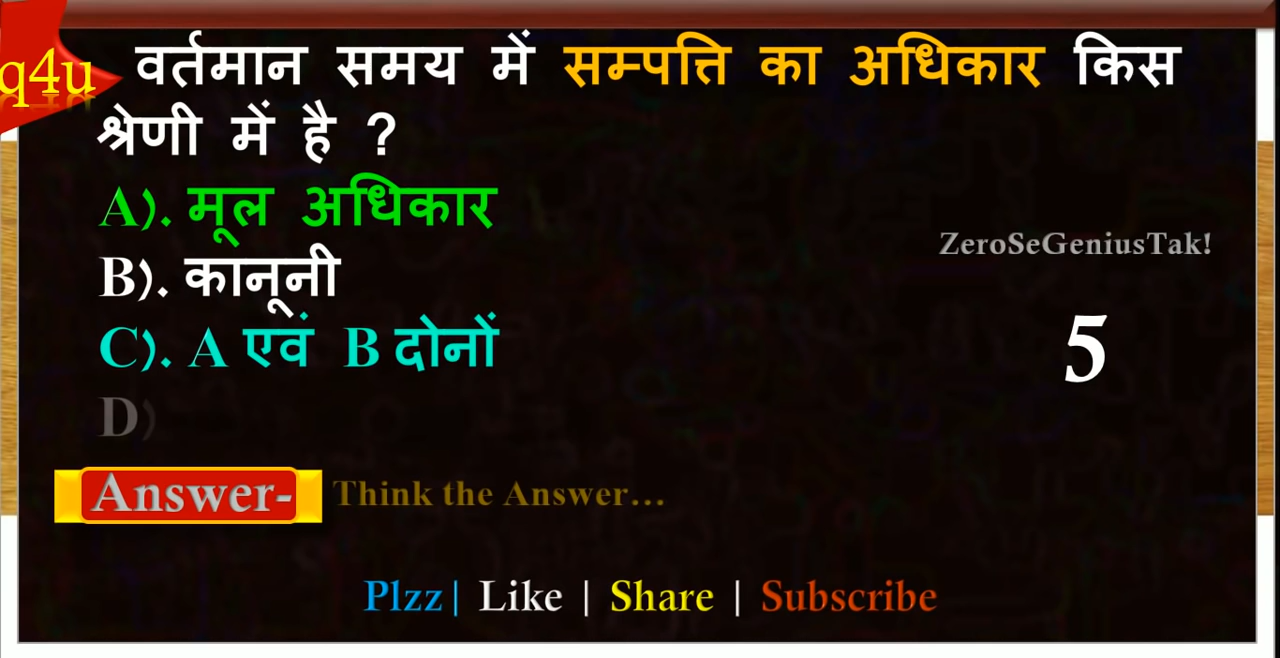 q4u
वर्तमान समय में सम्पत्ति का अधिकार किस
श्रेणी में है ?
A). मूल अधिकार
B). कानूनी
C). A एवं B दोनों
D)
ZeroSeGeniusTak!
5
Answer- Think the Answer...
Plzz| Like | Share | Subscribe